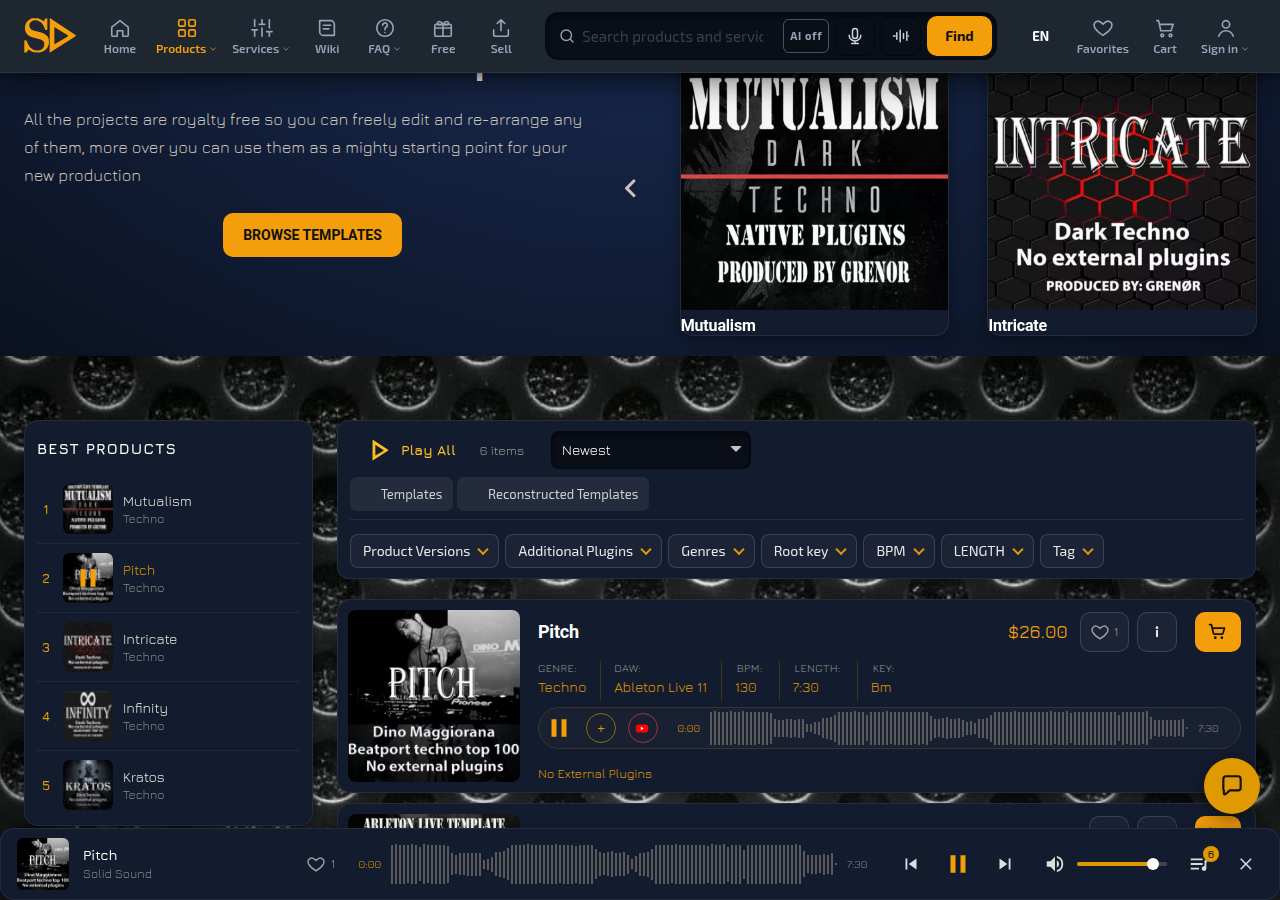 SD
Home
Products
Services
Wiki
FAQ
Free
Sell
Search products and servic
AI off
Find
EN
Favorites
Cart
Sign in
All the projects are royalty free so you can freely edit and re-arrange any
of them, more over you can use them as a mighty starting point for your
new production
BROWSE TEMPLATES
MUTUALISM
DARK
TECHNO
NATIVE PLUGINS
PRODUCED BY GRENOR
Mutualism
INTRICATE
Dark Techno
No external plugins
PRODUCED BY: GRENØR
Intricate
BEST PRODUCTS
1
Mutualism
Techno
2
Pitch
Techno
3
Intricate
Techno
4
Infinity
Techno
5
Kratos
Techno
Play All
6 items
Newest
Templates
Reconstructed Templates
Product Versions
Additional Plugins
Genres
Root key
BPM
LENGTH
Tag
PITCH
Pioneer
Dino Maggiorana
Beatport techno top 100
No external plugins
Pitch
$26.00
1
i
GENRE:
Techno
DAW:
Ableton Live 11
BPM:
130
LENGTH:
7:30
KEY:
Bm
+
0:00
7:30
No External Plugins
ABLETON LIVE TEMPLATE
Pitch
Solid Sound
1
0:00
7:30
6